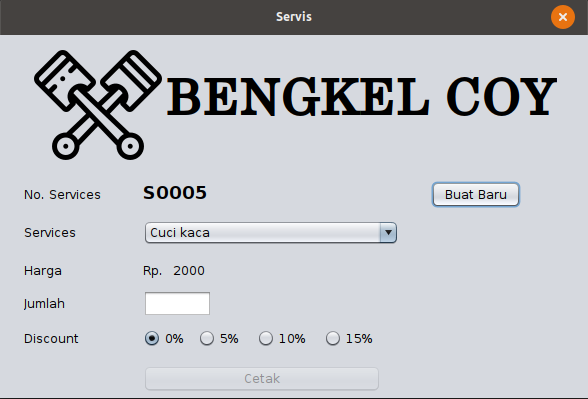 Servis
BENGKEL COY
No. Services S0005 Buat Baru
Services Cuci kaca
Harga Rp. 2000
Jumlah
Discount 0% 5% 10% 15%
Cetak